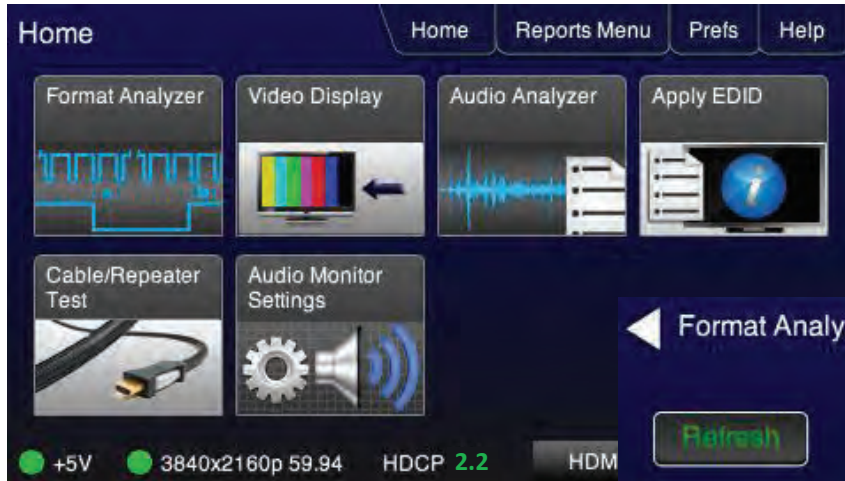 Home
Home
Reports Menu
Prefs
Help
Format Analyzer
Video Display
Audio Analyzer
Apply EDID
Cable/Repeater
Test
Audio Monitor
Settings
Format Analy
Refresh
+5V
3840x2160p 59.94
HDCP 2.2
HDM